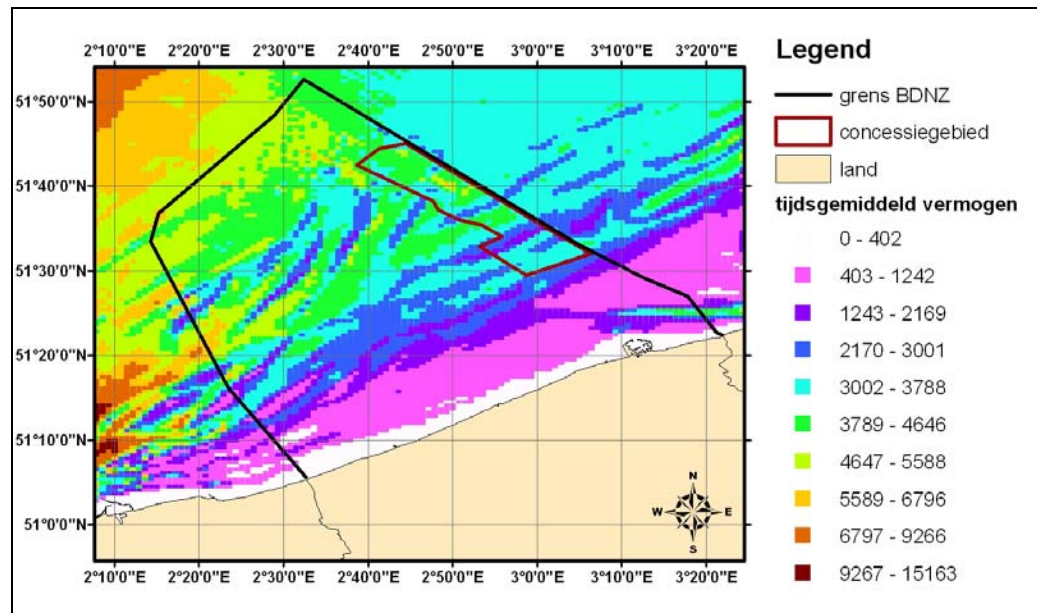 2°10'0"E 2°20'0"E 2°30'0"E 2°40'0"E 2°50'0"E 3°0'0"E 3°10'0"E 3°20'0"E
51°50'0"N
51°40'0"N
51°30'0"N
51°20'0"N
51°10'0"N
51°0'0"N
N
W E
S
2°10'0"E 2°20'0"E 2°30'0"E 2°40'0"E 2°50'0"E 3°0'0"E 3°10'0"E 3°20'0"E
Legend
grens BDNZ
concessiegebied
land
tijdsgemiddeld vermogen
0 - 402
403 - 1242
1243 - 2169
2170 - 3001
3002 - 3788
3789 - 4646
4647 - 5588
5589 - 6796
6797 - 9266
9267 - 15163